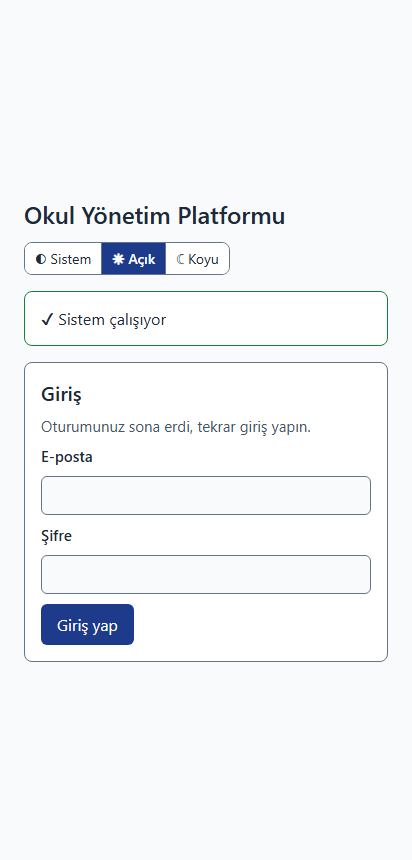 Okul Yönetim Platformu
◐ Sistem ✸ Açık ☾ Koyu
✓ Sistem çalışıyor
Giriş
Oturumunuz sona erdi, tekrar giriş yapın.
E-posta
Şifre
Giriş yap